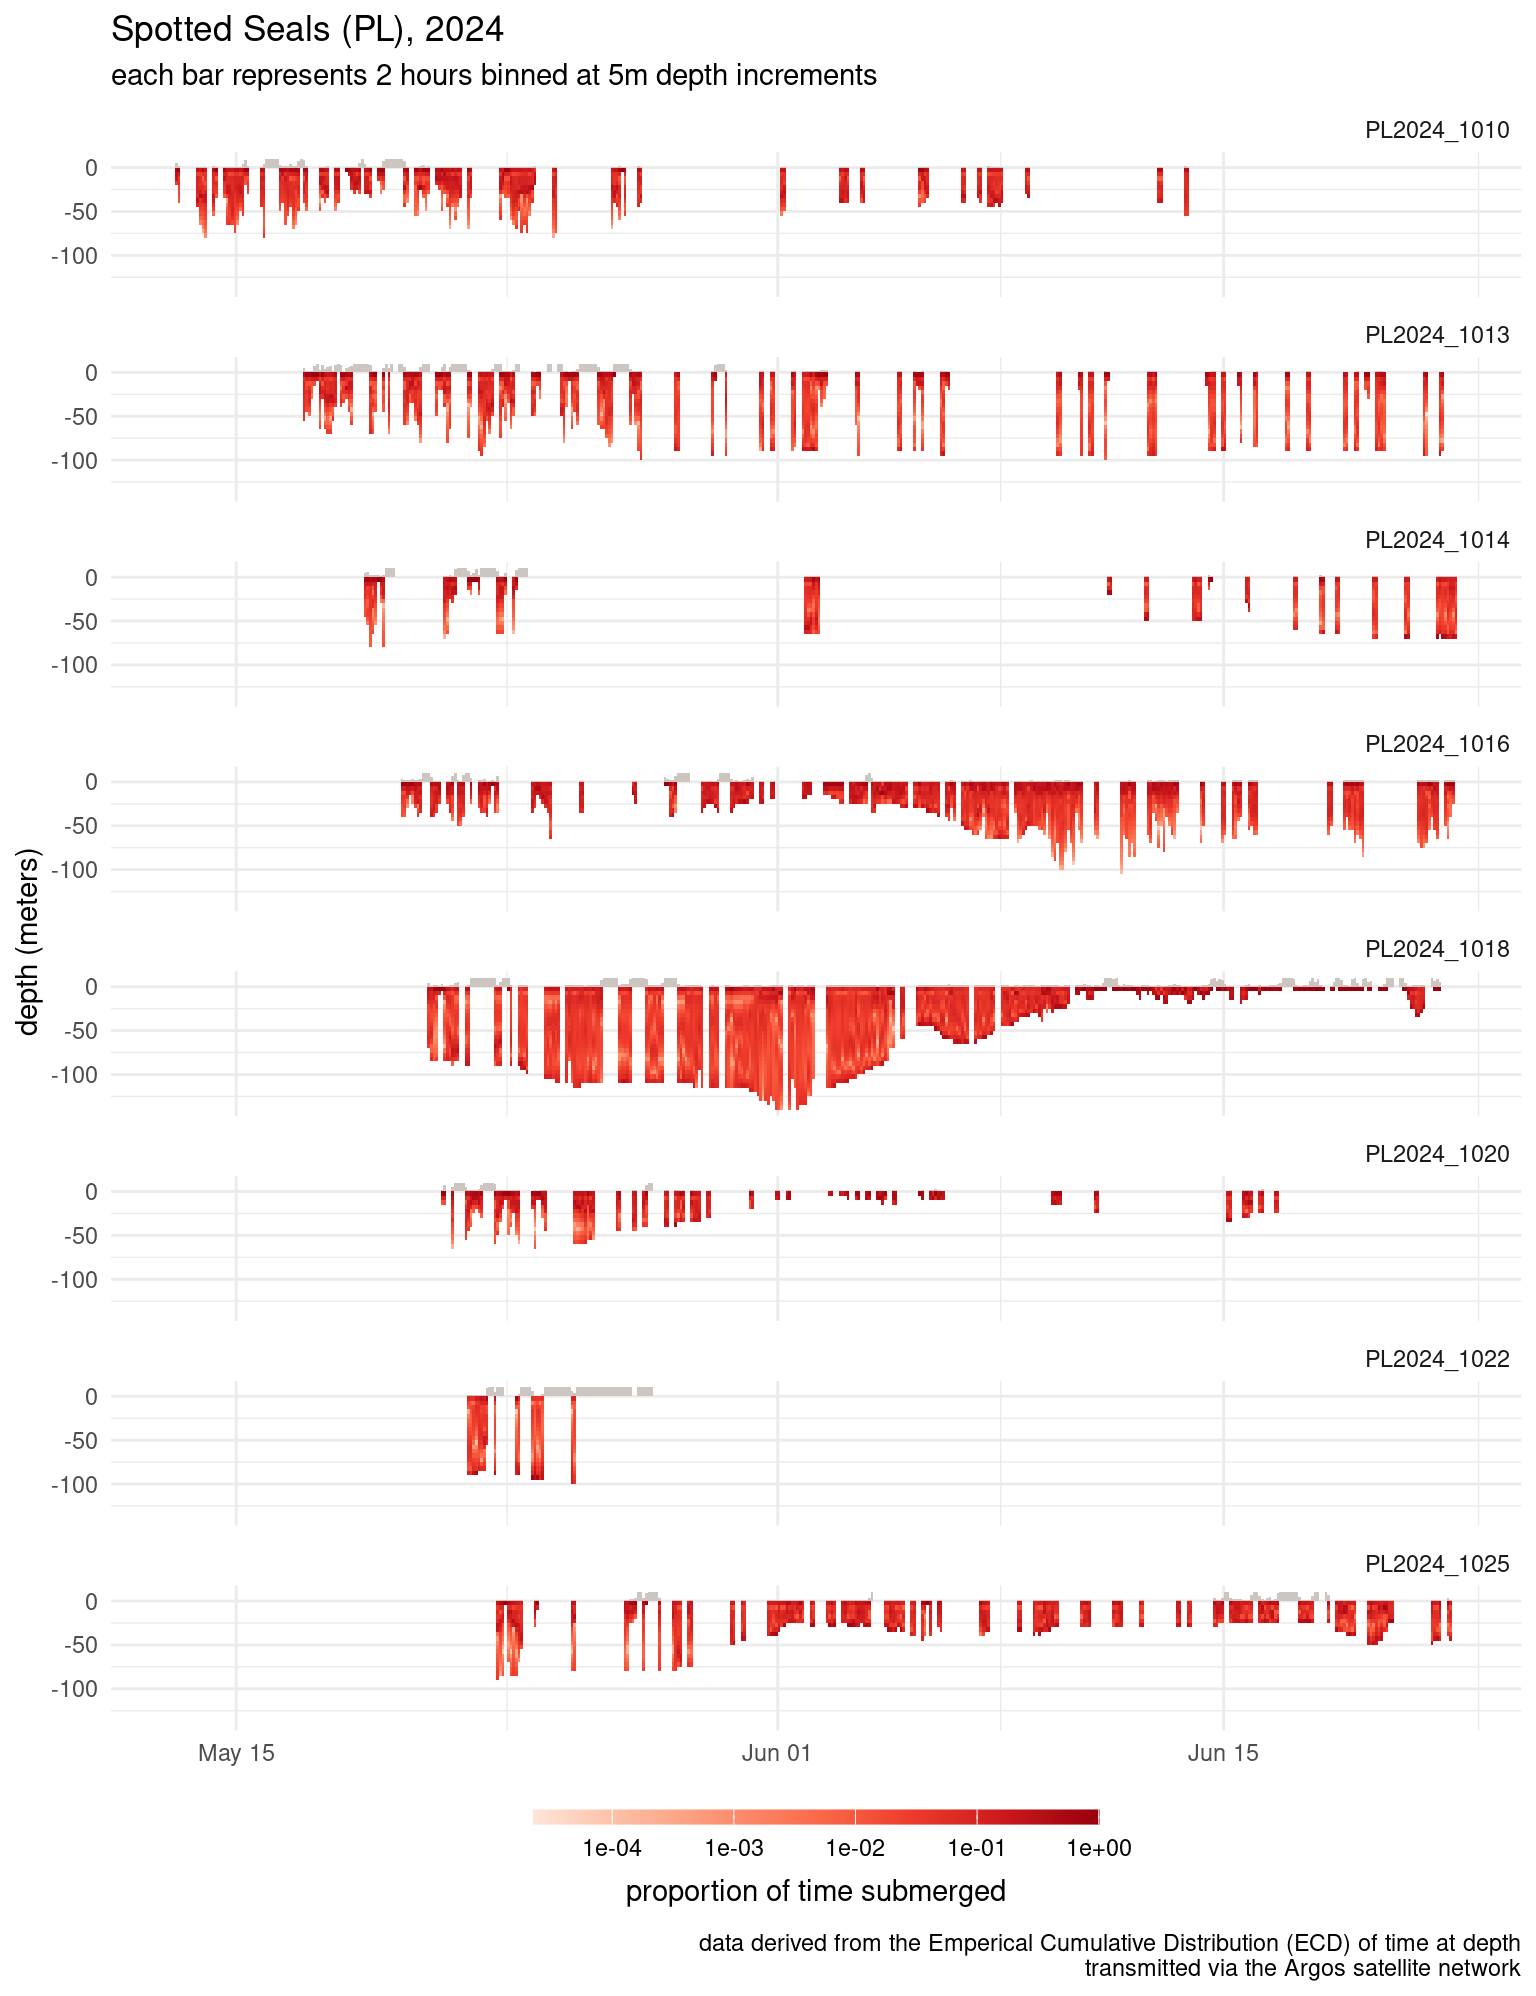 Spotted Seals (PL), 2024
each bar represents 2 hours binned at 5m depth increments
PL2024_1010
0
-50
-100
PL2024_1013
0
-50
-100
PL2024_1014
0
-50
-100
PL2024_1016
0
-50
-100
depth (meters)
PL2024_1018
0
-50
-100
PL2024_1020
0
-50
-100
PL2024_1022
0
-50
-100
PL2024_1025
0
-50
-100
May 15 Jun 01 Jun 15
1e-04 1e-03 1e-02 1e-01 1e+00
proportion of time submerged
data derived from the Emperical Cumulative Distribution (ECD) of time at depth
transmitted via the Argos satellite network